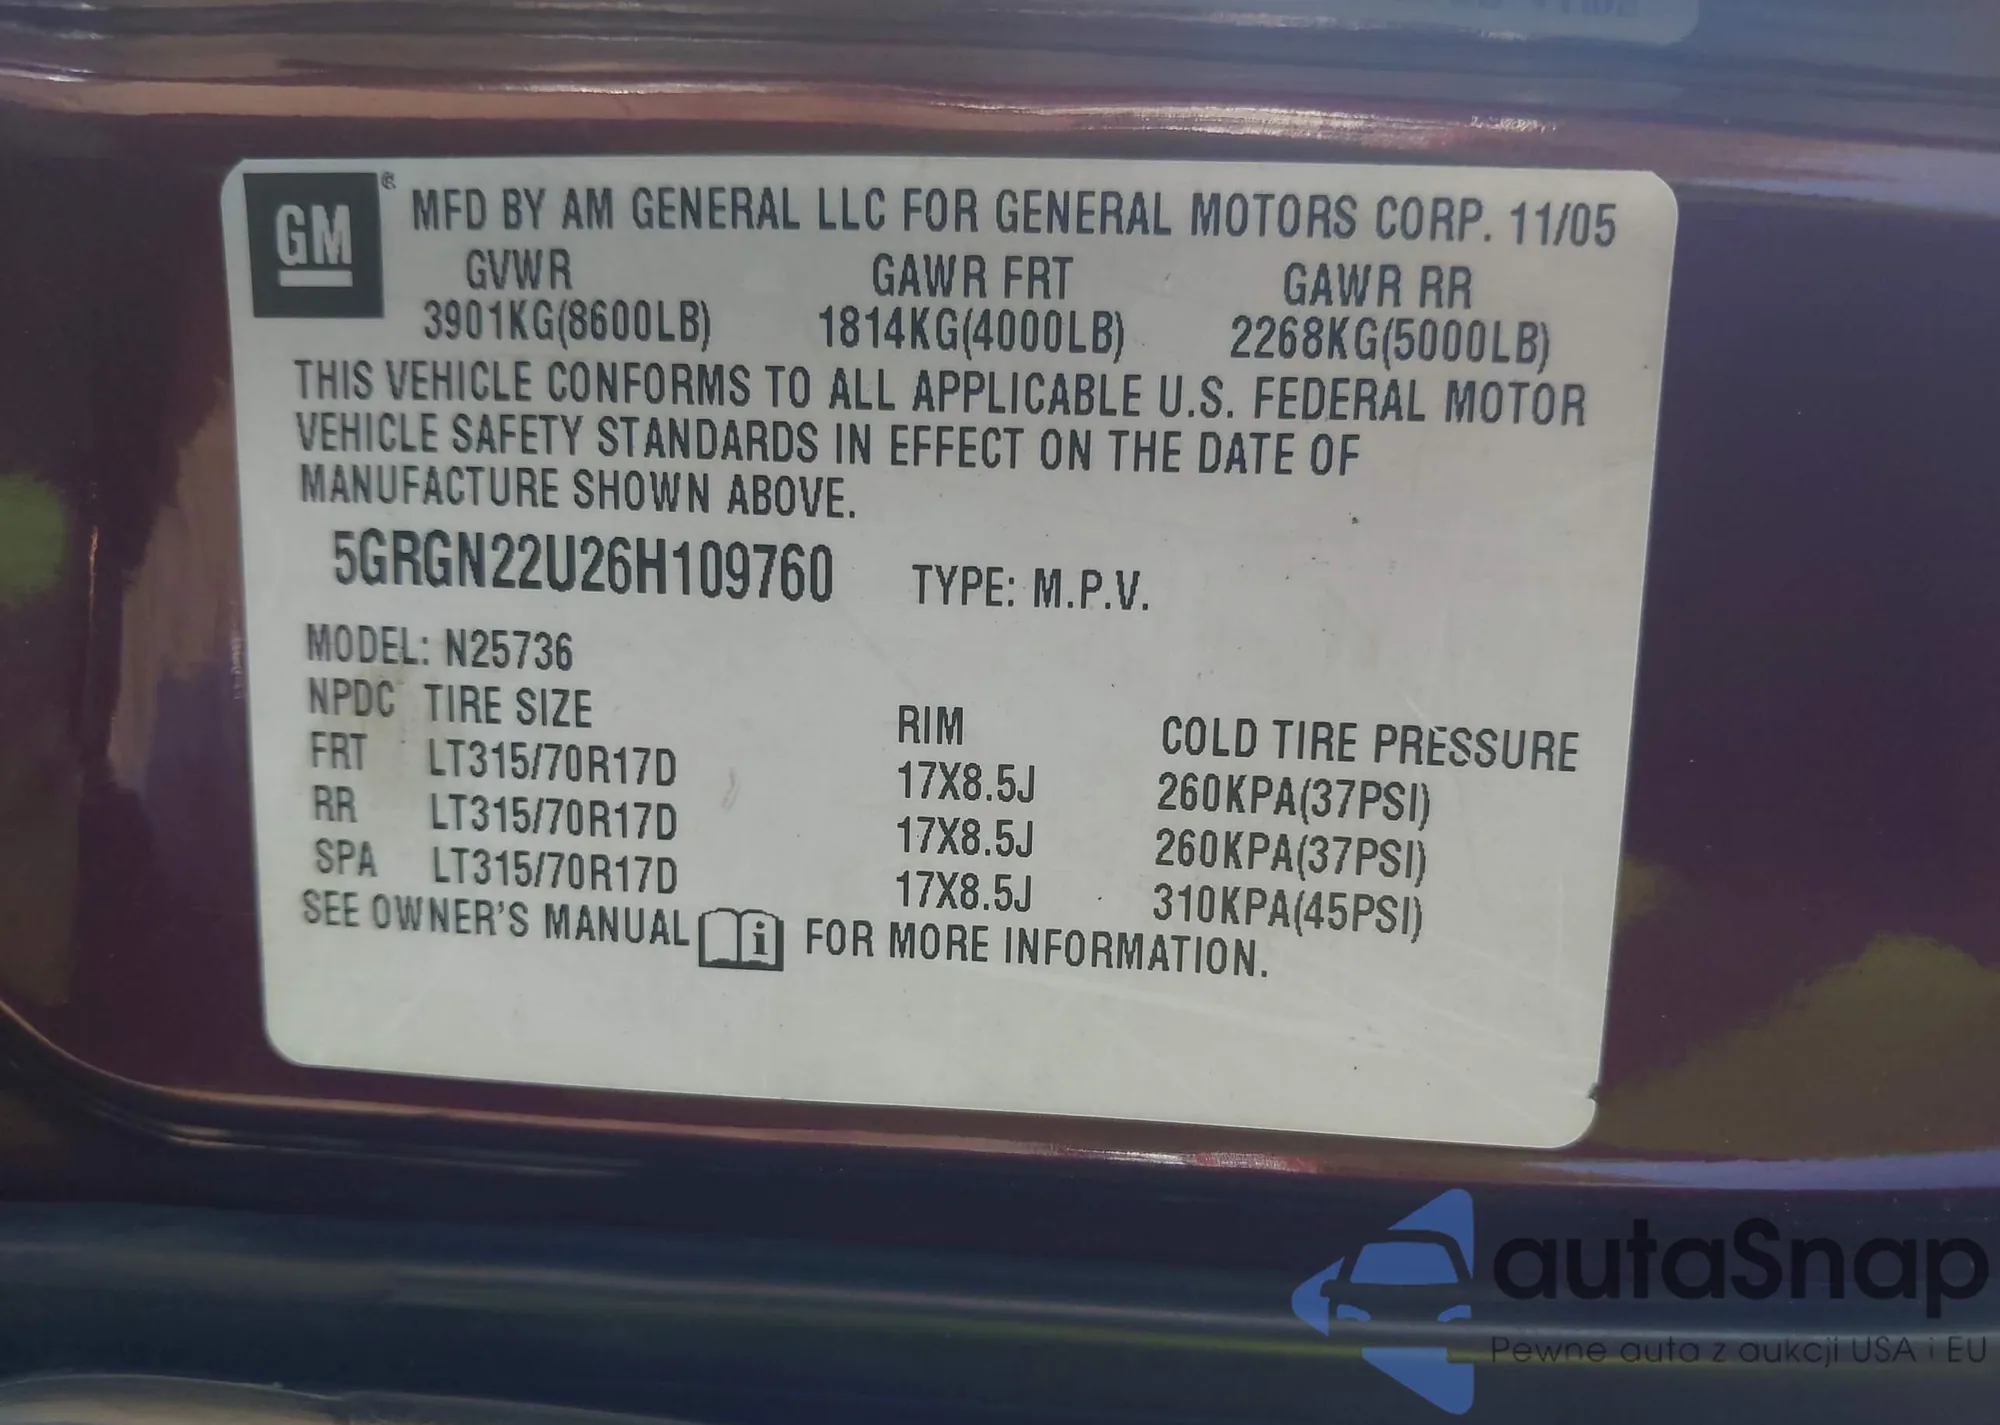 GM ® MFD BY AM GENERAL LLC FOR GENERAL MOTORS CORP. 11/05
GVWR GAWR FRT GAWR RR
3901KG(8600LB) 1814KG(4000LB) 2268KG(5000LB)
THIS VEHICLE CONFORMS TO ALL APPLICABLE U.S. FEDERAL MOTOR
VEHICLE SAFETY STANDARDS IN EFFECT ON THE DATE OF
MANUFACTURE SHOWN ABOVE.
5GRGN22U26H109760 TYPE: M.P.V.
MODEL: N25736
NPDC TIRE SIZE RIM COLD TIRE PRESSURE
FRT LT315/70R17D 17X8.5J 260KPA(37PSI)
RR LT315/70R17D 17X8.5J 260KPA(37PSI)
SPA LT315/70R17D 17X8.5J 310KPA(45PSI)
SEE OWNER'S MANUAL i FOR MORE INFORMATION.
autaSnap
Pewne auta z aukcji USA i EU